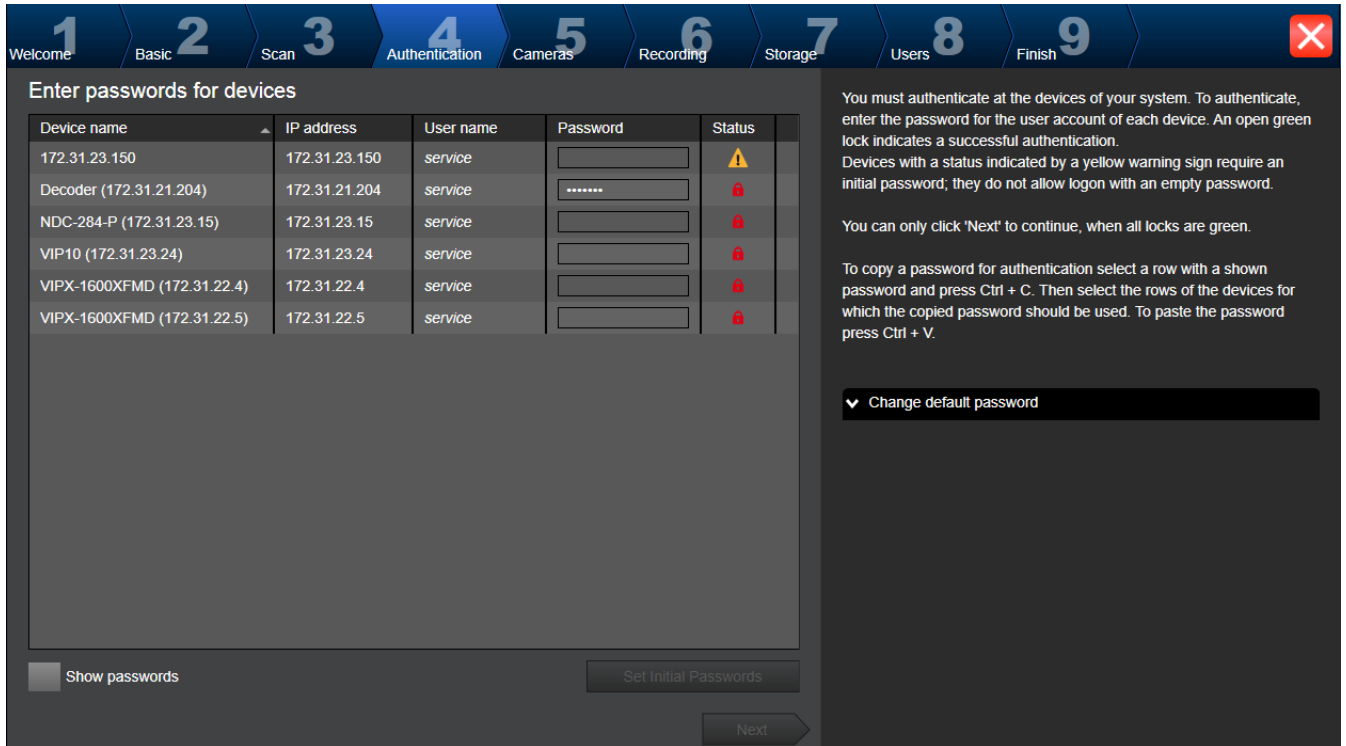 1 2 3 4 5 6 7 8 9
Welcome Basic Scan Authentication Cameras Recording Storage Users Finish
Enter passwords for devices
Device name IP address User name Password Status
172.31.23.150 172.31.23.150 service
Decoder (172.31.21.204) 172.31.21.204 service •••••••
NDC-284-P (172.31.23.15) 172.31.23.15 service
VIP10 (172.31.23.24) 172.31.23.24 service
VIPX-1600XFMD (172.31.22.4) 172.31.22.4 service
VIPX-1600XFMD (172.31.22.5) 172.31.22.5 service
Show passwords
Set Initial Passwords
Next
You must authenticate at the devices of your system. To authenticate,
enter the password for the user account of each device. An open green
lock indicates a successful authentication.
Devices with a status indicated by a yellow warning sign require an
initial password; they do not allow logon with an empty password.
You can only click 'Next' to continue, when all locks are green.
To copy a password for authentication select a row with a shown
password and press Ctrl + C. Then select the rows of the devices for
which the copied password should be used. To paste the password
press Ctrl + V.
Change default password